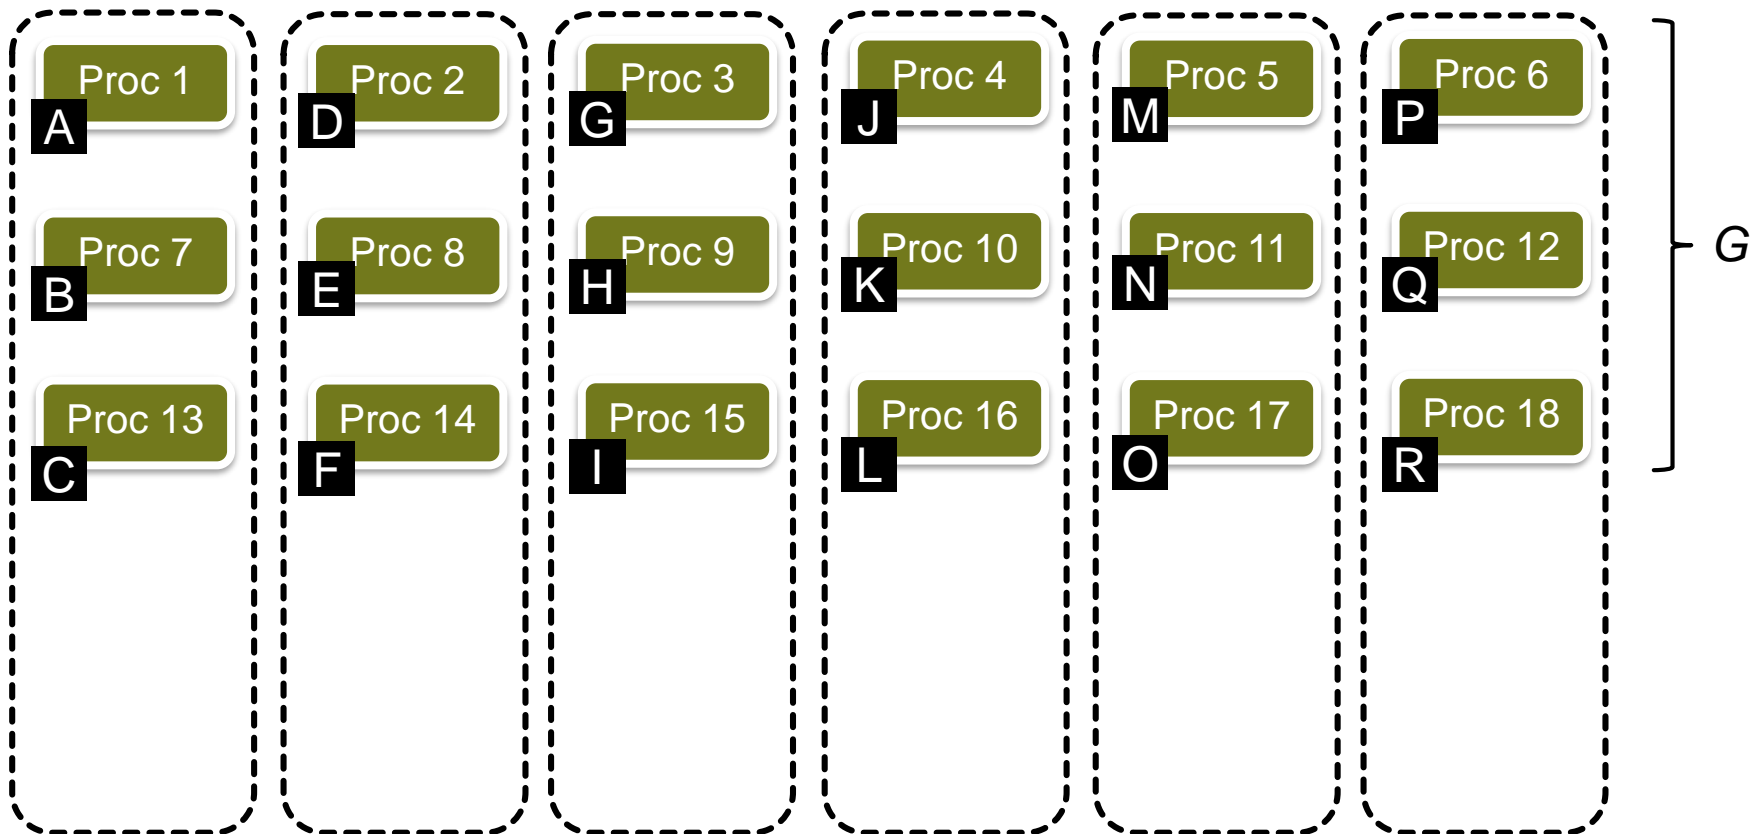 Proc 1
A
Proc 2
D
Proc 3
G
Proc 4
J
Proc 5
M
Proc 6
P
Proc 7
B
Proc 8
E
Proc 9
H
Proc 10
K
Proc 11
N
Proc 12
Q
G
Proc 13
C
Proc 14
F
Proc 15
I
Proc 16
L
Proc 17
O
Proc 18
R